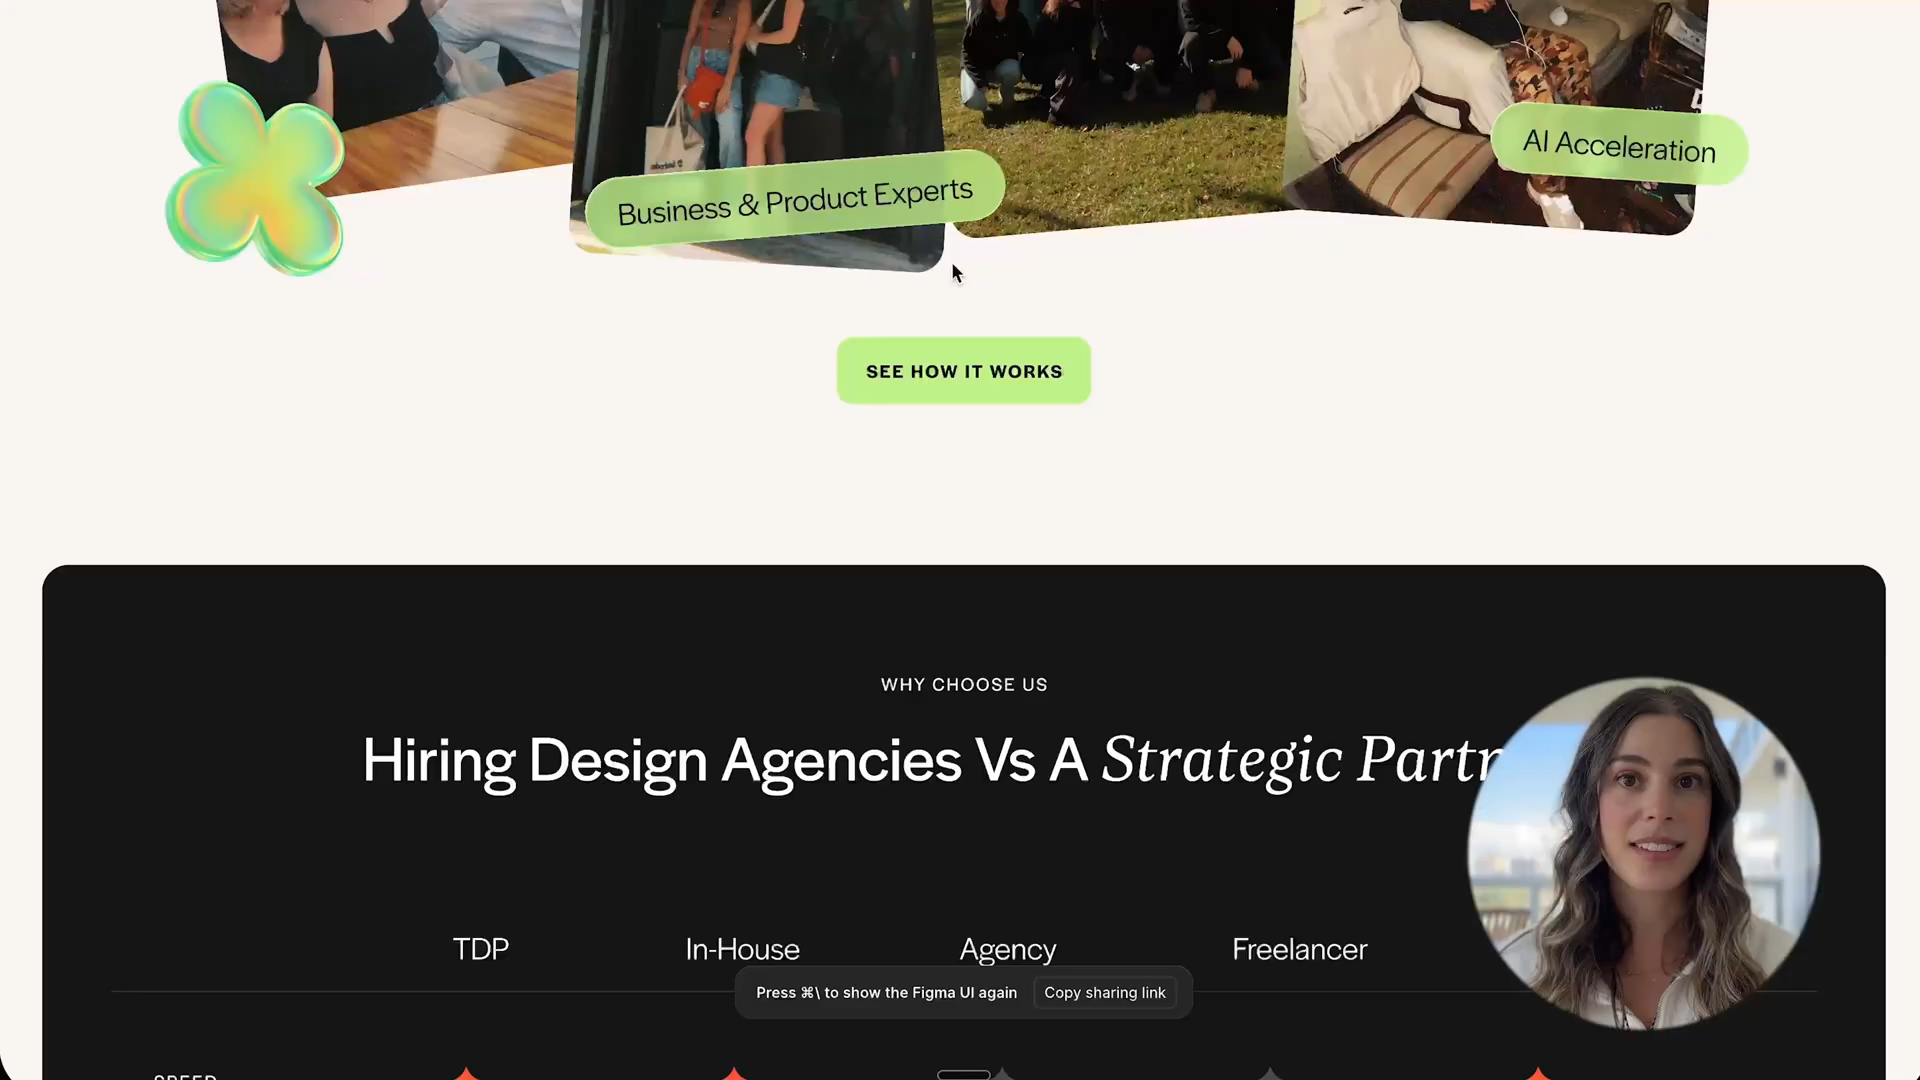 AI Acceleration
Business & Product Experts
SEE HOW IT WORKS
WHY CHOOSE US
Hiring Design Agencies Vs A Strategic Partn
TDP In-House Agency Freelancer
Press ⌘\ to show the Figma UI again Copy sharing link
SPEED